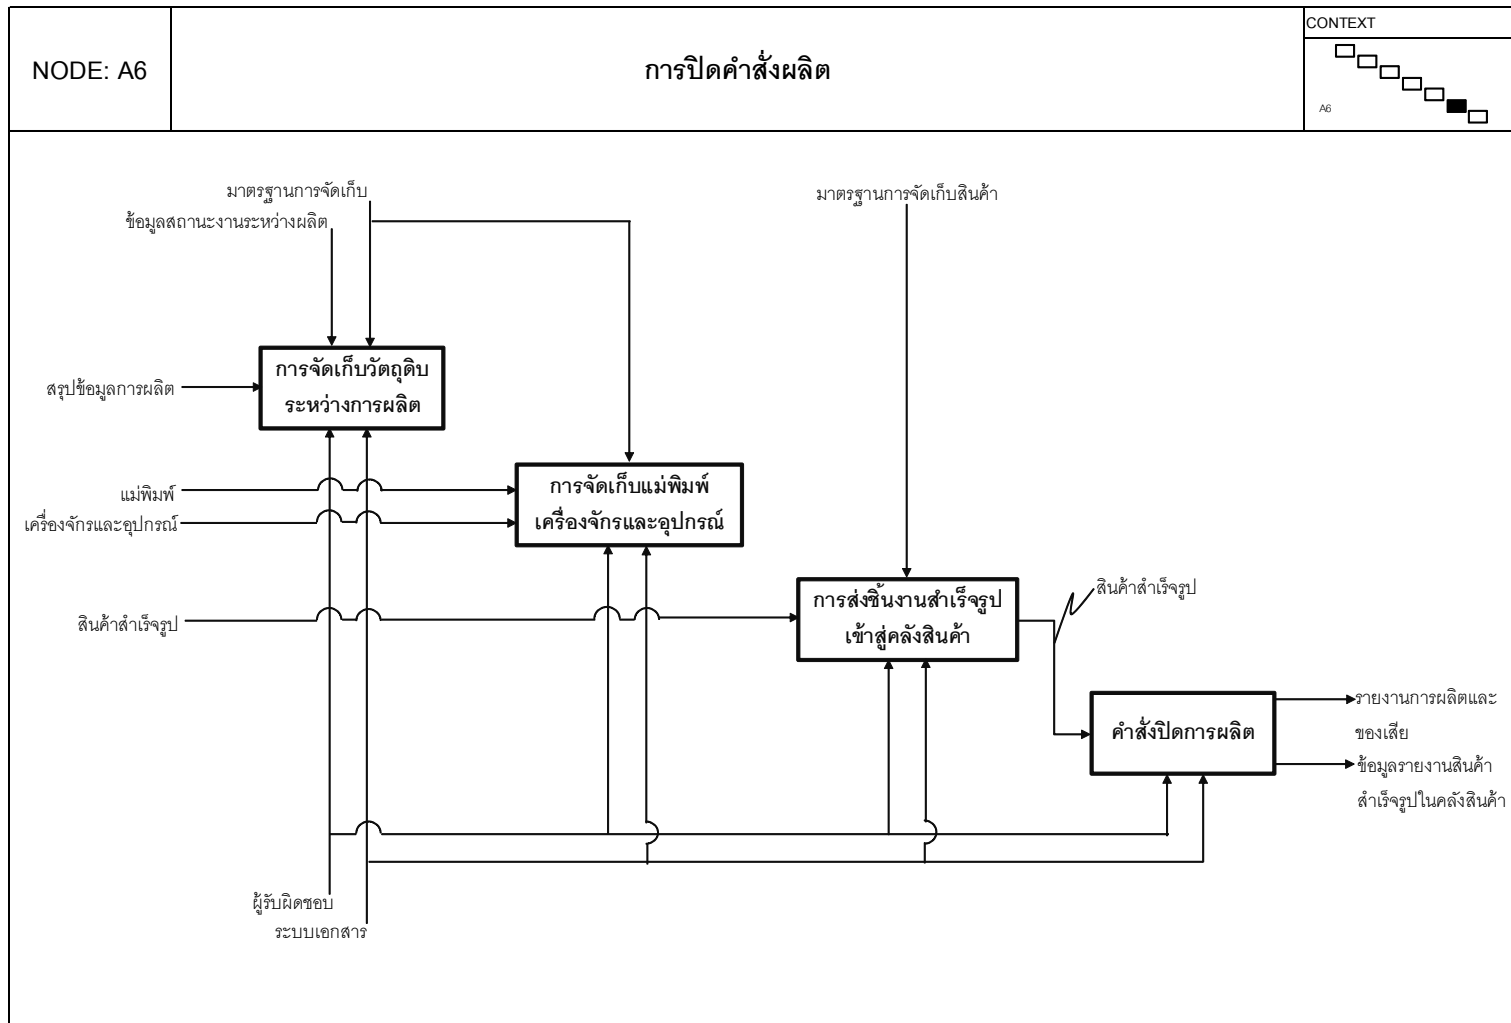 CONTEXT
NODE: A6
การปิดคำสั่งผลิต
A6
มาตรฐานการจัดเก็บ
มาตรฐานการจัดเก็บสินค้า
ข้อมูลสถานะงานระหว่างผลิต
การจัดเก็บวัตถุดิบ
ระหว่างการผลิต
สรุปข้อมูลการผลิต
การจัดเก็บแม่พิมพ์
เครื่องจักรและอุปกรณ์
แม่พิมพ์
เครื่องจักรและอุปกรณ์
การส่งชิ้นงานสำเร็จรูป
เข้าสู่คลังสินค้า
สินค้าสำเร็จรูป
สินค้าสำเร็จรูป
คำสั่งปิดการผลิต
รายงานการผลิตและ
ของเสีย
ข้อมูลรายงานสินค้า
สำเร็จรูปในคลังสินค้า
ผู้รับผิดชอบ
ระบบเอกสาร